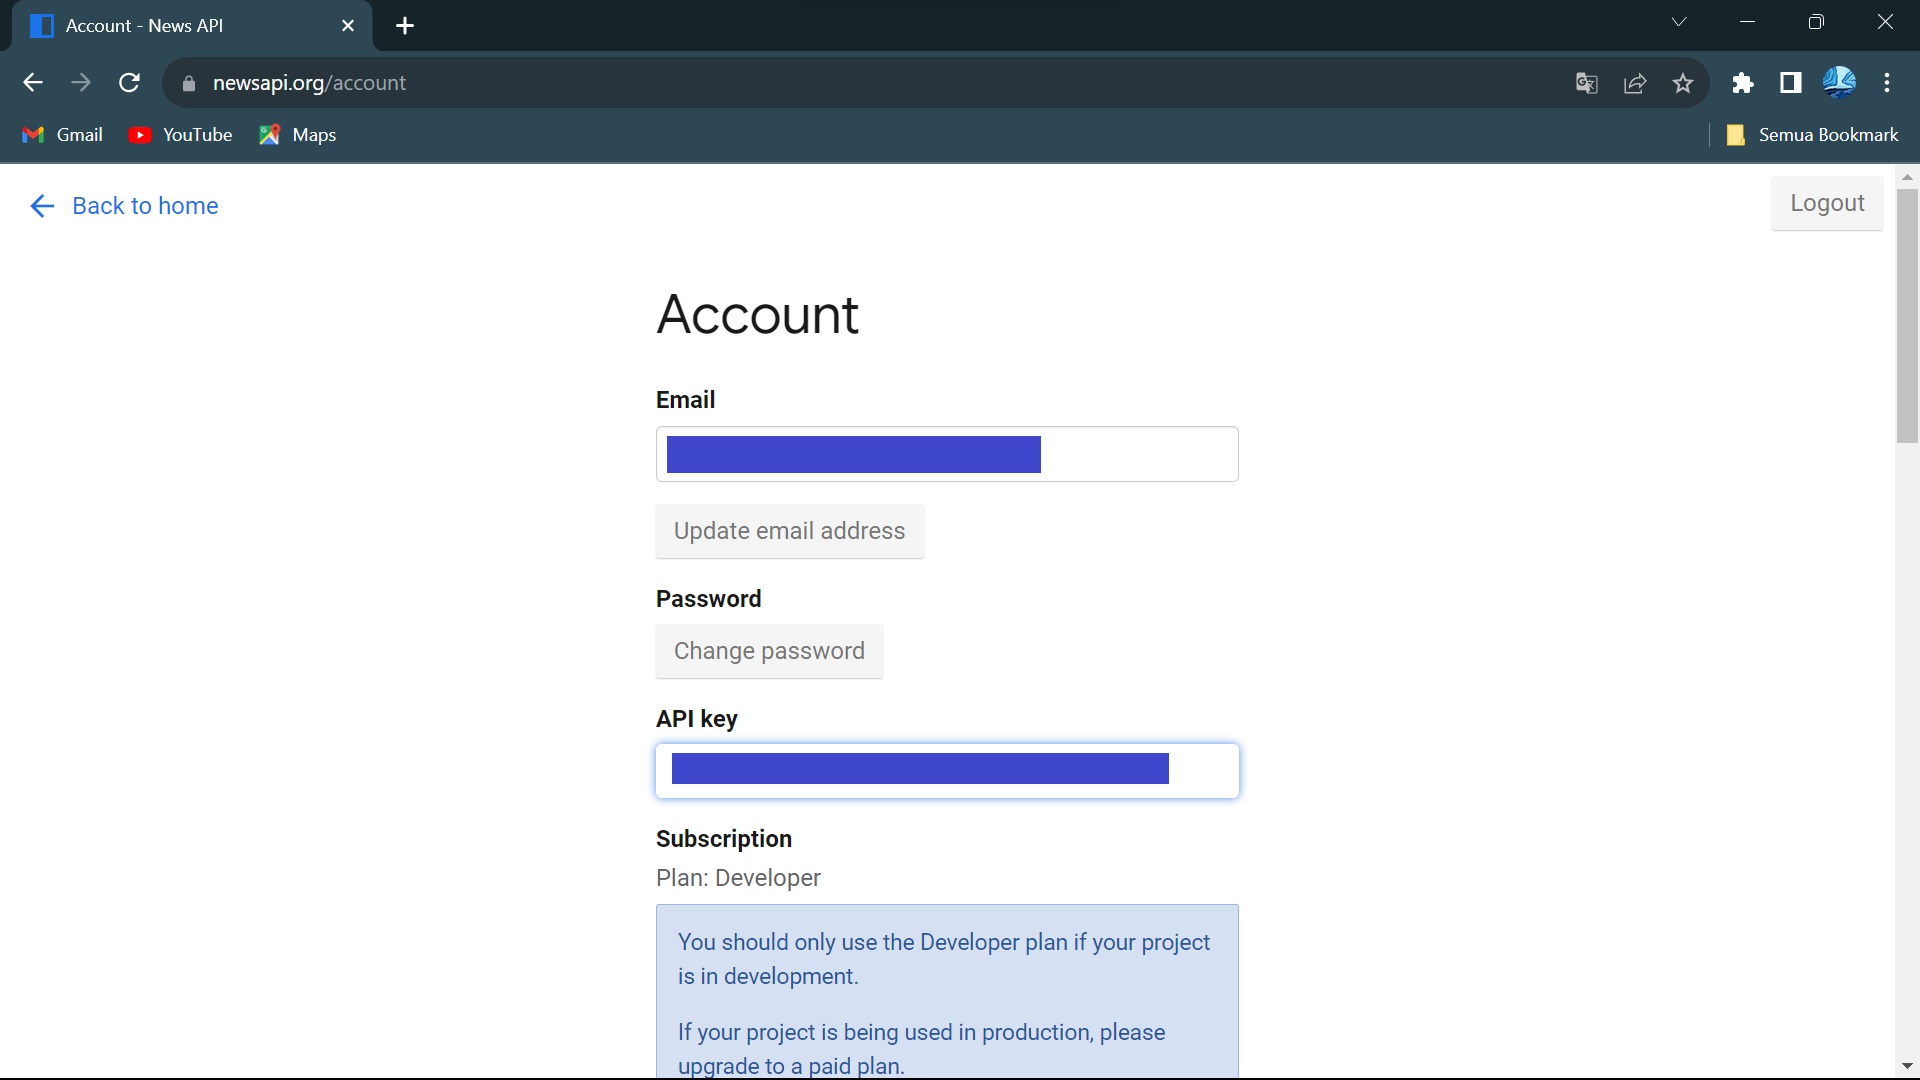 Account - News API
newsapi.org/account
Gmail
YouTube
Maps
Semua Bookmark
Back to home
Logout
Account
Email
Update email address
Password
Change password
API key
Subscription
Plan: Developer
You should only use the Developer plan if your project
is in development.
If your project is being used in production, please
upgrade to a paid plan.